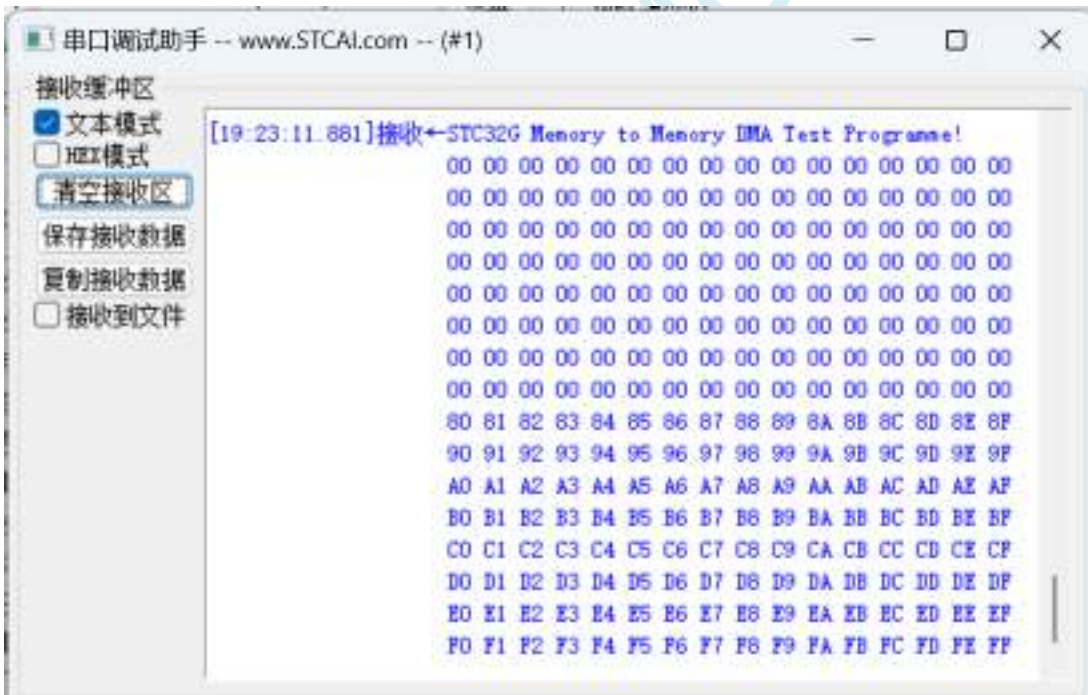 串口调试助手 -- www.STCAI.com -- (#1)
接收缓冲区
文本模式
HEX模式
清空接收区
保存接收数据
复制接收数据
接收到文件
[19:23:11.881]接收←STC32G Memory to Memory DMA Test Programme!
00 00 00 00 00 00 00 00 00 00 00 00 00 00 00 00
00 00 00 00 00 00 00 00 00 00 00 00 00 00 00 00
00 00 00 00 00 00 00 00 00 00 00 00 00 00 00 00
00 00 00 00 00 00 00 00 00 00 00 00 00 00 00 00
00 00 00 00 00 00 00 00 00 00 00 00 00 00 00 00
00 00 00 00 00 00 00 00 00 00 00 00 00 00 00 00
00 00 00 00 00 00 00 00 00 00 00 00 00 00 00 00
00 00 00 00 00 00 00 00 00 00 00 00 00 00 00 00
80 81 82 83 84 85 86 87 88 89 8A 8B 8C 8D 8E 8F
90 91 92 93 94 95 96 97 98 99 9A 9B 9C 9D 9E 9F
A0 A1 A2 A3 A4 A5 A6 A7 A8 A9 AA AB AC AD AE AF
B0 B1 B2 B3 B4 B5 B6 B7 B8 B9 BA BB BC BD BE BF
C0 C1 C2 C3 C4 C5 C6 C7 C8 C9 CA CB CC CD CE CF
D0 D1 D2 D3 D4 D5 D6 D7 D8 D9 DA DB DC DD DE DF
E0 E1 E2 E3 E4 E5 E6 E7 E8 E9 EA EB EC ED EE EF
F0 F1 F2 F3 F4 F5 F6 F7 F8 F9 FA FB FC FD FE FF